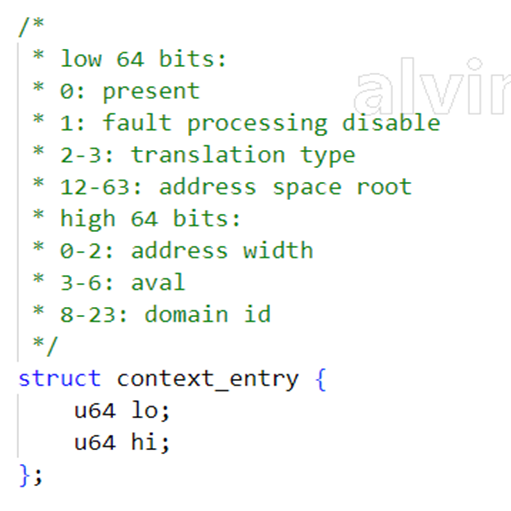 /*
 * low 64 bits:
 * 0: present
 * 1: fault processing disable
 * 2-3: translation type
 * 12-63: address space root
 * high 64 bits:
 * 0-2: address width
 * 3-6: aval
 * 8-23: domain id
 */
struct context_entry {
    u64 lo;
    u64 hi;
};